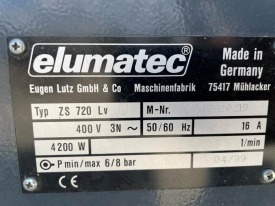 elumatec®
Made in
Germany
Eugen Lutz GmbH & Co Maschinenfabrik 75417 Mühlacker
Typ ZS 720 Lv M-Nr.
400 V 3N ~ 50/60 Hz 16 A
4200 W 1/min
P min/max 6/8 bar 04/99
CE